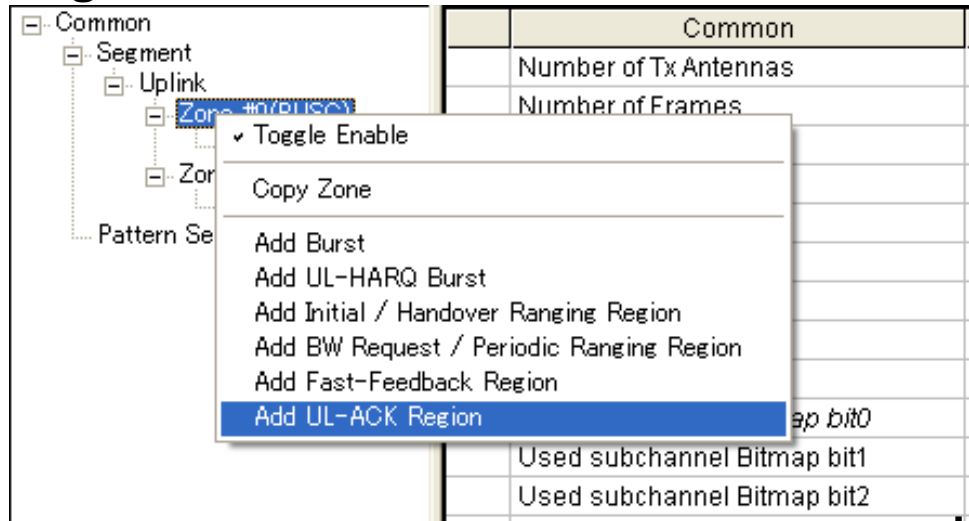 Common
Segment
Uplink
Zone #0(PUSC)
Zor
Pattern Se
Toggle Enable
Copy Zone
Add Burst
Add UL-HARQ Burst
Add Initial / Handover Ranging Region
Add BW Request / Periodic Ranging Region
Add Fast-Feedback Region
Add UL-ACK Region
Common
Number of Tx Antennas
Number of Frames
ap bit0
Used subchannel Bitmap bit1
Used subchannel Bitmap bit2